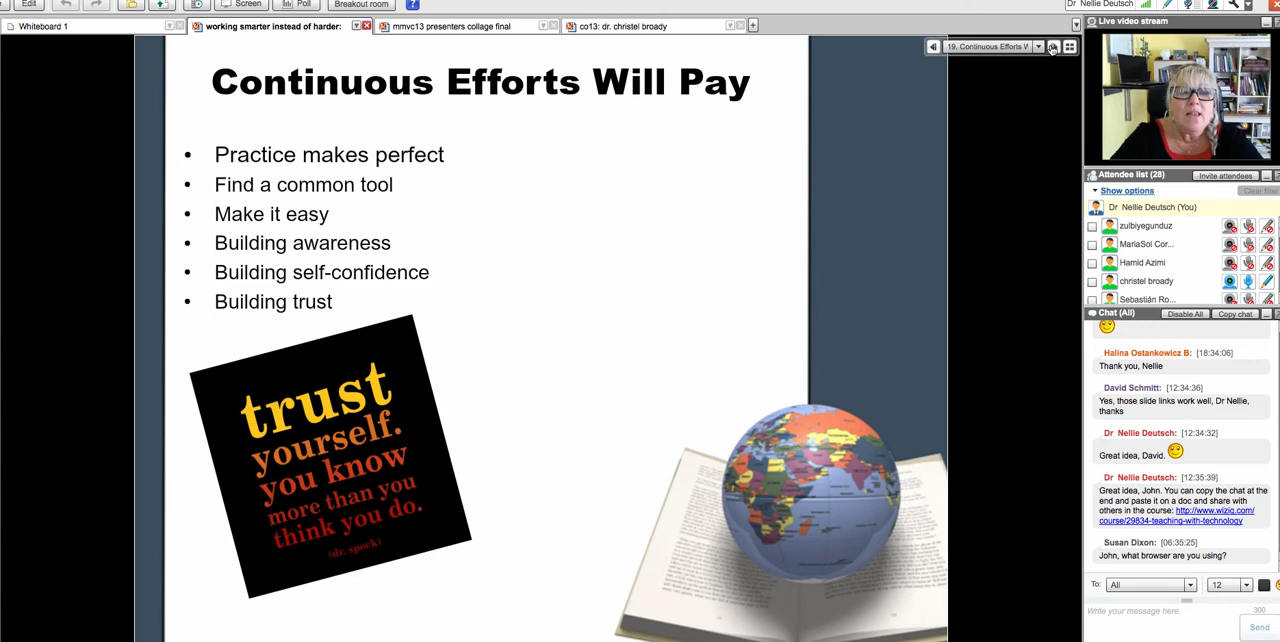 Edit
Screen
Poll
Breakout room
?
Dr Nellie Deutsch
Whiteboard 1
working smarter instead of harder:
mmvc13 presenters collage final
co13: dr. christel broady
19. Continuous Efforts W
Continuous Efforts Will Pay
• Practice makes perfect
• Find a common tool
• Make it easy
• Building awareness
• Building self-confidence
• Building trust
trust
yourself.
you know
more than you
think you do.
(dr. spock)
Live video stream
Attendee list (28)
Invite attendees
Show options
Clear filter
Dr Nellie Deutsch (You)
zulbiyegunduz
MariaSol Cor...
Hamid Azimi
christel broady
Sebastián Ro...
Chat (All)
Disable All
Copy chat
Halina Ostankowicz B: [18:34:06]
Thank you, Nellie
David Schmitt: [12:34:36]
Yes, those slide links work well, Dr Nellie,
thanks
Dr Nellie Deutsch: [12:34:32]
Great idea, David.
Dr Nellie Deutsch: [12:35:39]
Great idea, John. You can copy the chat at
the end and paste it on a doc and share with
others in the course: http://www.wiziq.com/
course/29834-teaching-with-technology
Susan Dixon: [06:35:25]
John, what browser are you using?
To: All 12
Write your message here.
300
Send